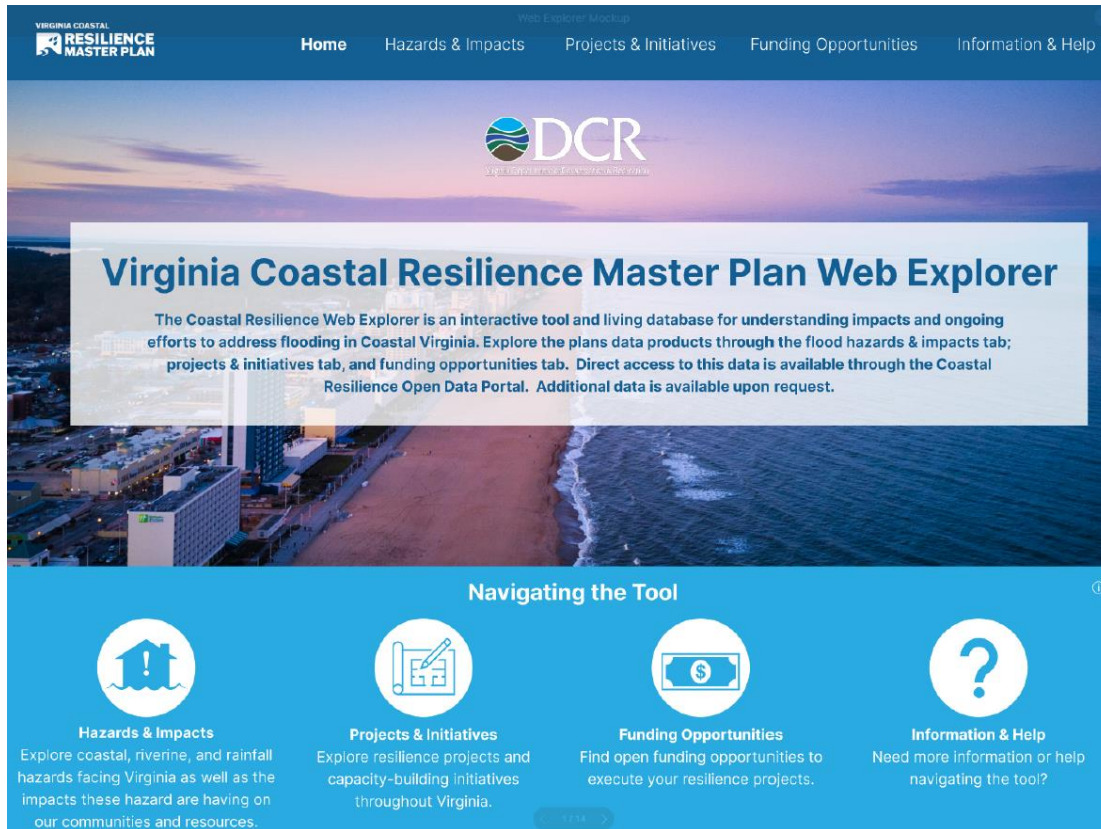 Web Explorer Mockup
VIRGINIA COASTAL
RESILIENCE
MASTER PLAN
Home Hazards & Impacts Projects & Initiatives Funding Opportunities Information & Help
DCR
Virginia Coastal Resilience Master Plan Web Explorer
The Coastal Resilience Web Explorer is an interactive tool and living database for understanding impacts and ongoing
efforts to address flooding in Coastal Virginia. Explore the plans data products through the flood hazards & impacts tab;
projects & initiatives tab, and funding opportunities tab. Direct access to this data is available through the Coastal
Resilience Open Data Portal. Additional data is available upon request.
Navigating the Tool
!
$
?
Hazards & Impacts
Explore coastal, riverine, and rainfall
hazards facing Virginia as well as the
impacts these hazard are having on
our communities and resources.
Projects & Initiatives
Explore resilience projects and
capacity-building initiatives
throughout Virginia.
Funding Opportunities
Find open funding opportunities to
execute your resilience projects.
Information & Help
Need more information or help
navigating the tool?
1 / 14